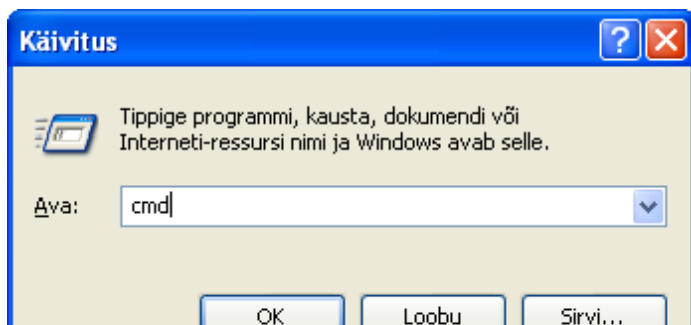 Käivitus
Tippige programmi, kausta, dokumendi või
Interneti-ressursi nimi ja Windows avab selle.
Ava: cmd
OK Loobu Sirvi...